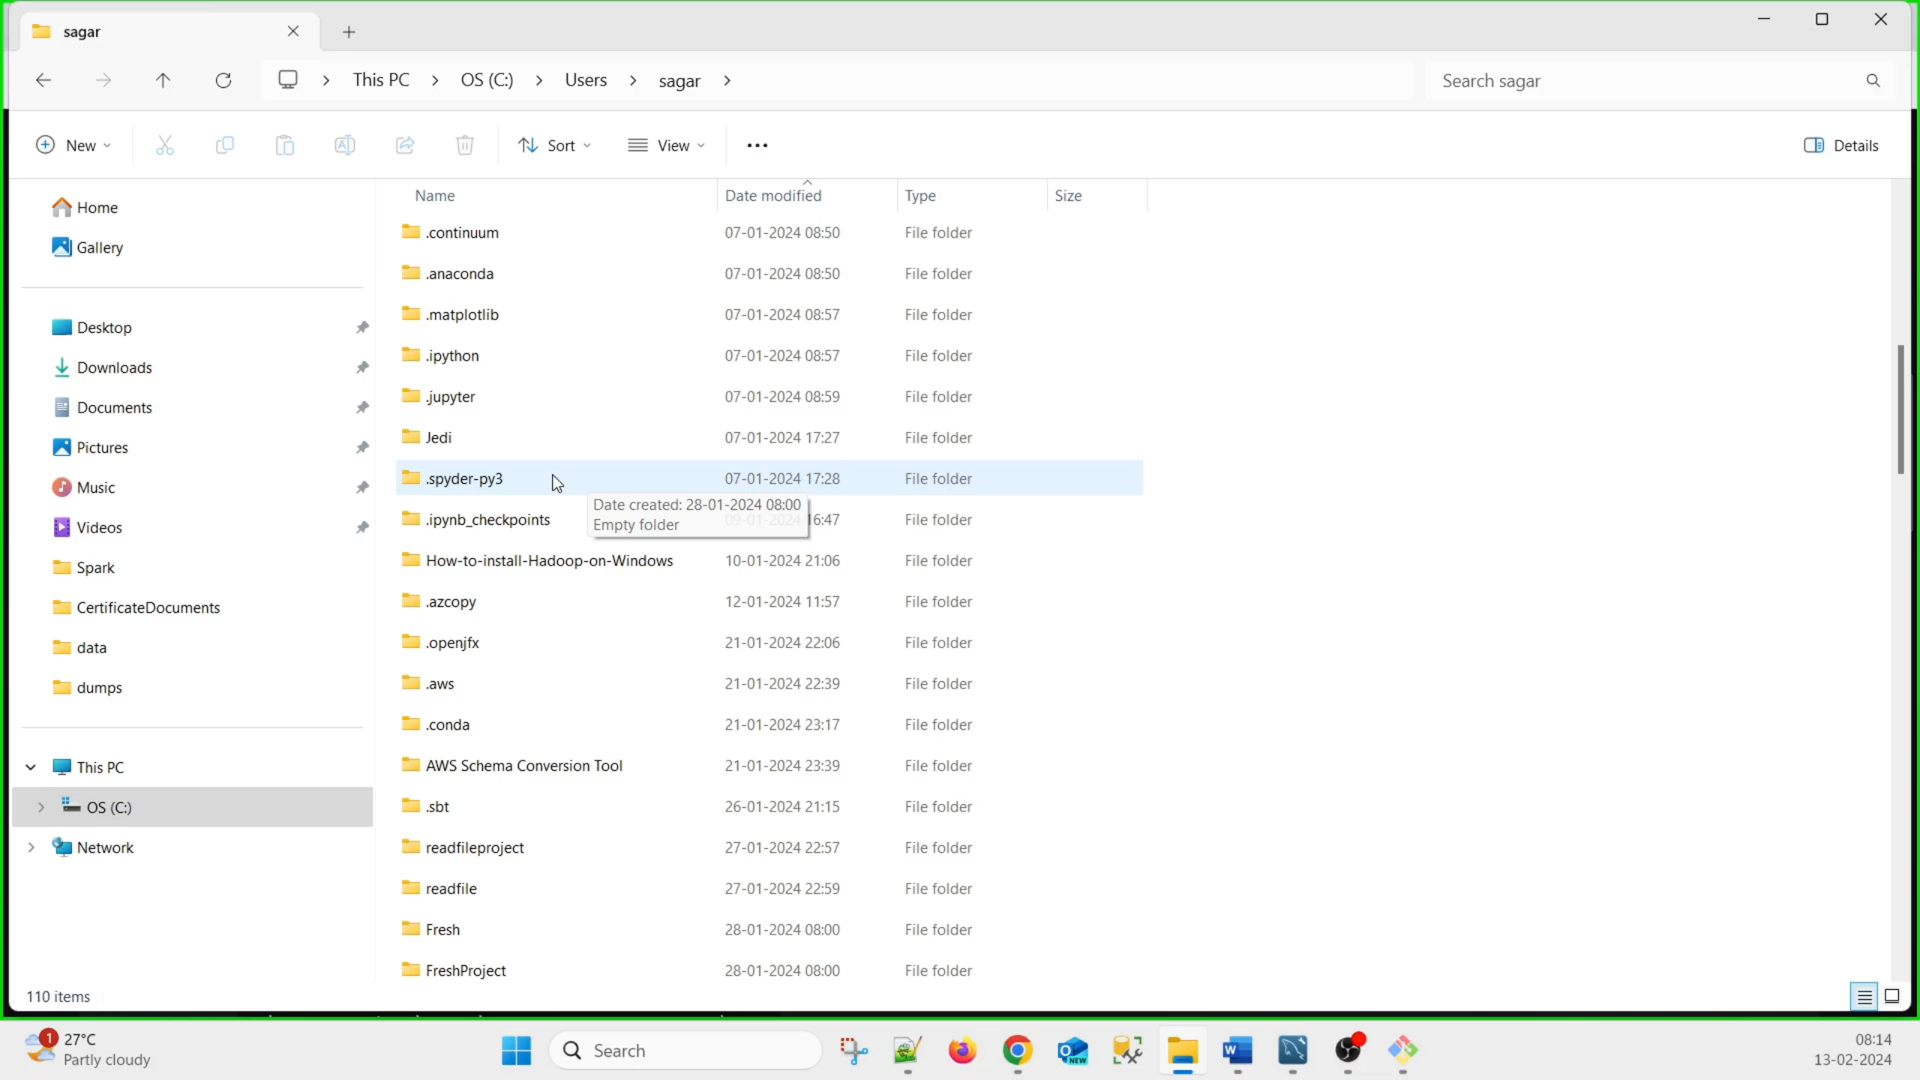 sagar
This PC > OS (C:) > Users > sagar >
Search sagar
New
Sort
View
Details
Name Date modified Type Size
Home
Gallery
Desktop
Downloads
Documents
Pictures
Music
Videos
Spark
CertificateDocuments
data
dumps
This PC
OS (C:)
Network
.continuum 07-01-2024 08:50 File folder
.anaconda 07-01-2024 08:50 File folder
.matplotlib 07-01-2024 08:57 File folder
.ipython 07-01-2024 08:57 File folder
.jupyter 07-01-2024 08:59 File folder
Jedi 07-01-2024 17:27 File folder
.spyder-py3 07-01-2024 17:28 File folder
Date created: 28-01-2024 08:00
Empty folder
.ipynb_checkpoints 09-01-2024 16:47 File folder
How-to-install-Hadoop-on-Windows 10-01-2024 21:06 File folder
.azcopy 12-01-2024 11:57 File folder
.openjfx 21-01-2024 22:06 File folder
.aws 21-01-2024 22:39 File folder
.conda 21-01-2024 23:17 File folder
AWS Schema Conversion Tool 21-01-2024 23:39 File folder
.sbt 26-01-2024 21:15 File folder
readfileproject 27-01-2024 22:57 File folder
readfile 27-01-2024 22:59 File folder
Fresh 28-01-2024 08:00 File folder
FreshProject 28-01-2024 08:00 File folder
110 items
1
27°C
Partly cloudy
Search
NEW
W
08:14
13-02-2024